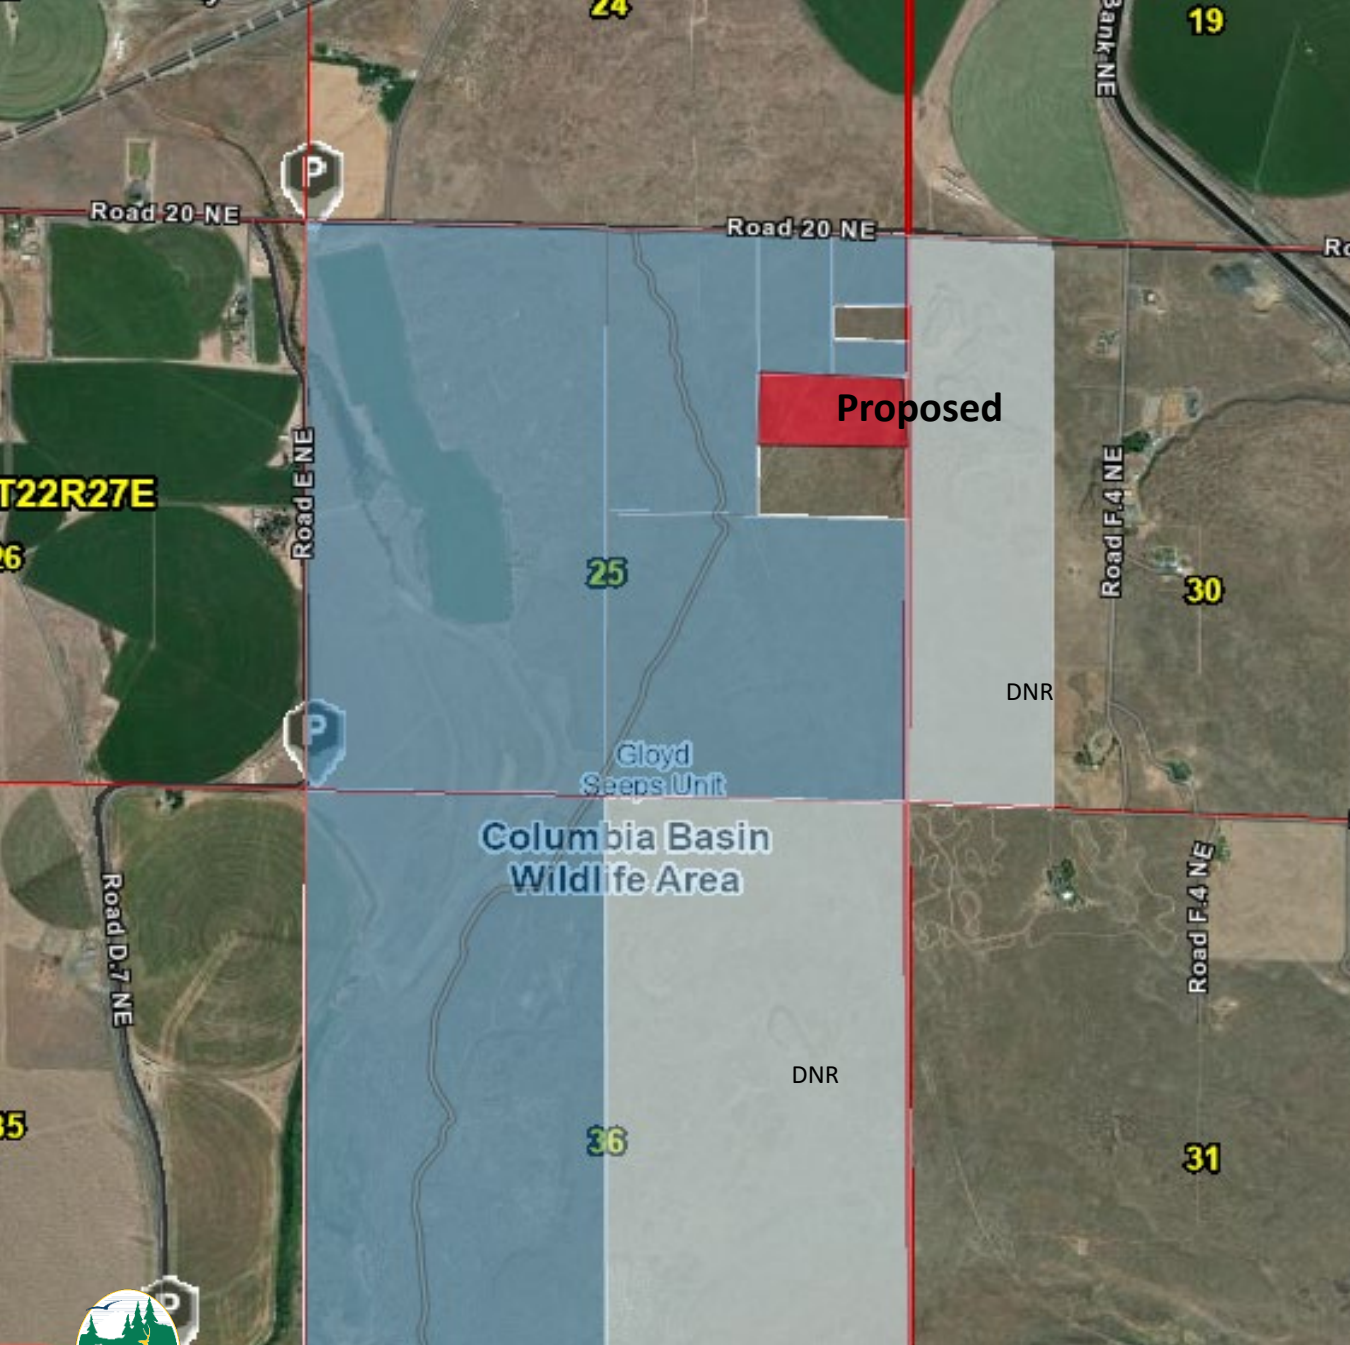 24
19
Bank NE
P
Road 20 NE
Road 20 NE
Proposed
Road E NE
T22R27E
Road F.4 NE
26
25
30
DNR
P
Gloyd
Seeps Unit
Columbia Basin
Wildlife Area
Road F.4 NE
Road D.7 NE
DNR
35
36
31
P